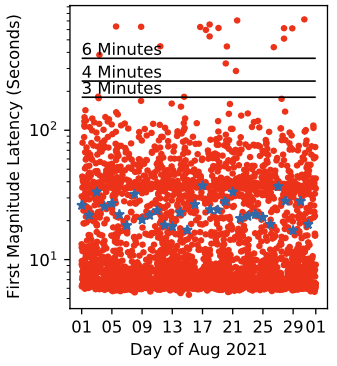 First Magnitude Latency (Seconds)
6 Minutes
4 Minutes
3 Minutes
10²
10¹
01 05 09 13 17 21 25 29 01
Day of Aug 2021